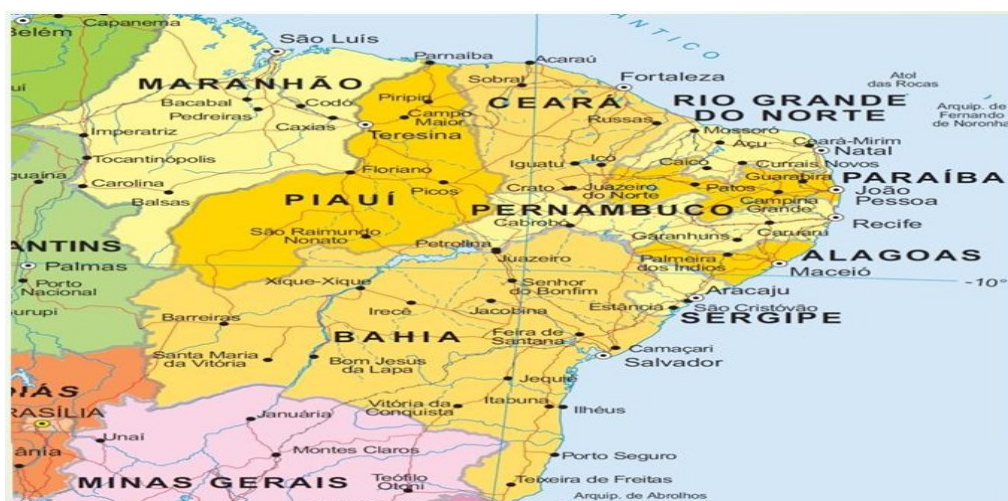 Capanema
Belém
São Luís
ATLÂNTICO
Parnaíba
Acaraú
MARANHÃO
Sobral
Fortaleza
Atol
das Rocas
Piripiri
CEARÁ
RIO GRANDE
DO NORTE
Arquip. de
Fernando
de Noronha
Bacabal
Codó
Pedreiras
Campo
Maior
Russas
Mossoró
Imperatriz
Caxias
Teresina
Açu
Ceará-Mirim
Natal
Tocantinópolis
Floriano
Iguatu
Icó
Caicó
Currais Novos
Guarabira
PARAÍBA
Carolina
Balsas
Picos
Crato
Juazeiro
do Norte
Patos
Campina
Grande
João
Pessoa
PIAUÍ
PERNAMBUCO
Recife
São Raimundo
Nonato
Cabrobó
Garanhuns
Caruaru
ANTINS
Petrolina
Juazeiro
Palmeira
dos Índios
ALAGOAS
Maceió
Palmas
Porto
Nacional
Xique-Xique
Senhor
do Bonfim
Aracaju
-10°
Estância
São Cristóvão
urupi
Barreiras
Irecê
Jacobina
SERGIPE
BAHIA
Feira de
Santana
Camaçari
Salvador
Santa Maria
da Vitória
Bom Jesus
da Lapa
Jequié
IÁS
RASÍLIA
Januária
Vitória da
Conquista
Itabuna
Ilhéus
Unaí
Montes Claros
Porto Seguro
ânia
MINAS GERAIS
Teófilo
Otoni
Teixeira de Freitas
Arquip. de Abrolhos